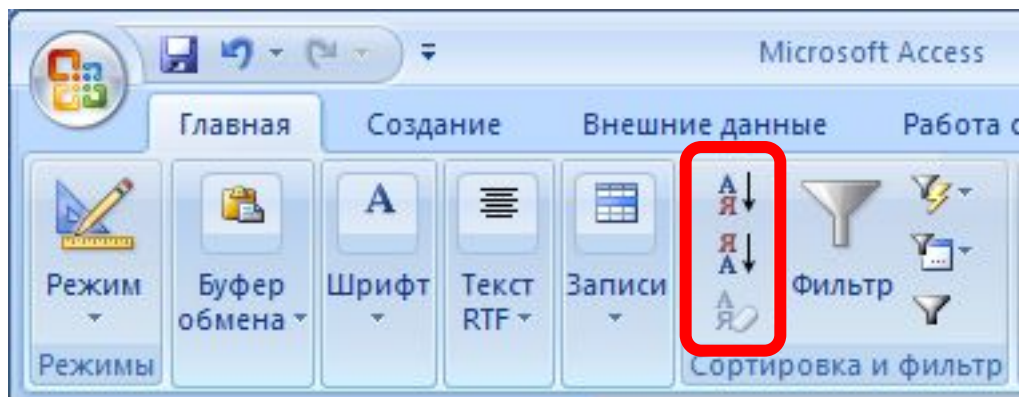 Microsoft Access
Главная Создание Внешние данные Работа с
Режим Буфер обмена Шрифт Текст RTF Записи Фильтр
А Я
Я А
А Я
Режимы Сортировка и фильтр